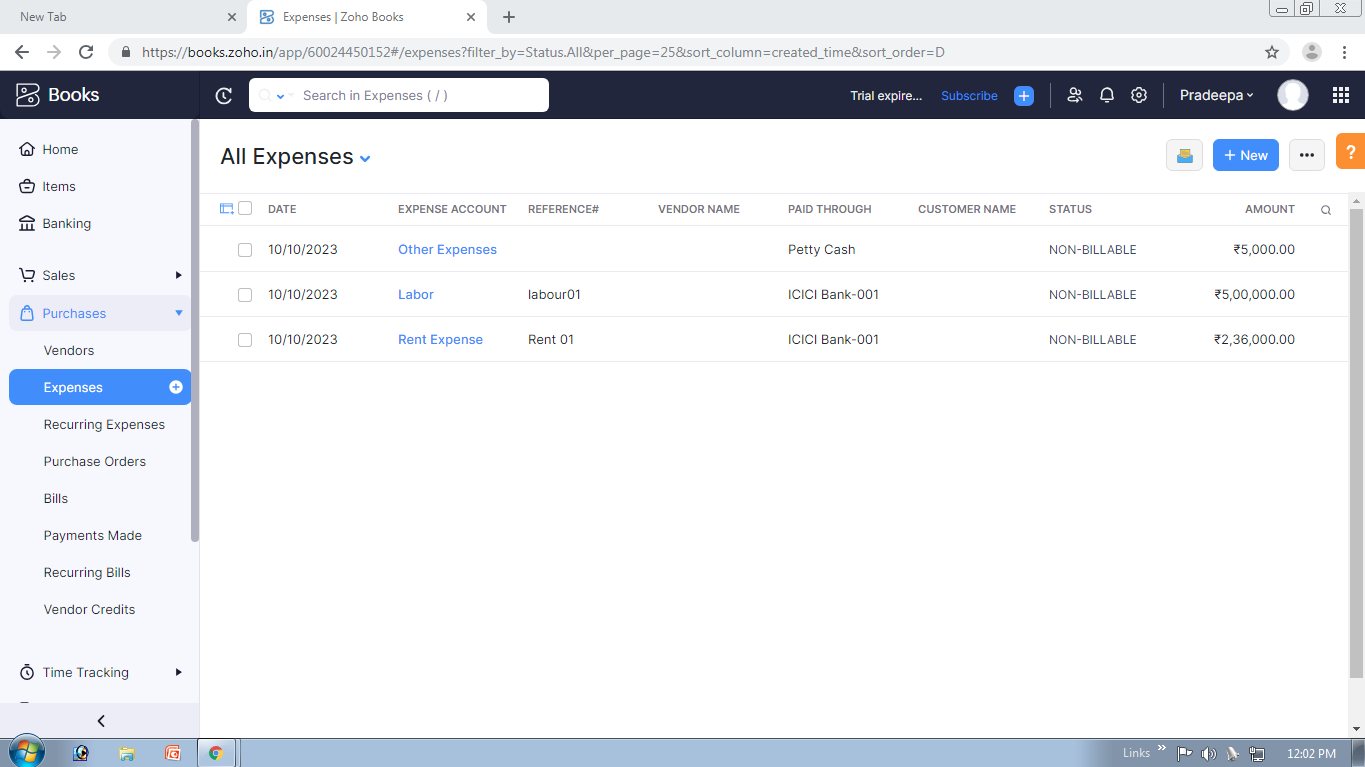 New Tab
Expenses | Zoho Books
https://books.zoho.in/app/60024450152#/expenses?filter_by=Status.All&per_page=25&sort_column=created_time&sort_order=D
Books
Search in Expenses ( / )
Trial expire...
Subscribe
Pradeepa
Home
Items
Banking
Sales
Purchases
Vendors
Expenses
Recurring Expenses
Purchase Orders
Bills
Payments Made
Recurring Bills
Vendor Credits
Time Tracking
All Expenses
+ New
?
DATE EXPENSE ACCOUNT REFERENCE# VENDOR NAME PAID THROUGH CUSTOMER NAME STATUS AMOUNT
10/10/2023 Other Expenses Petty Cash NON-BILLABLE ₹5,000.00
10/10/2023 Labor labour01 ICICI Bank-001 NON-BILLABLE ₹5,00,000.00
10/10/2023 Rent Expense Rent 01 ICICI Bank-001 NON-BILLABLE ₹2,36,000.00
Links
12:02 PM